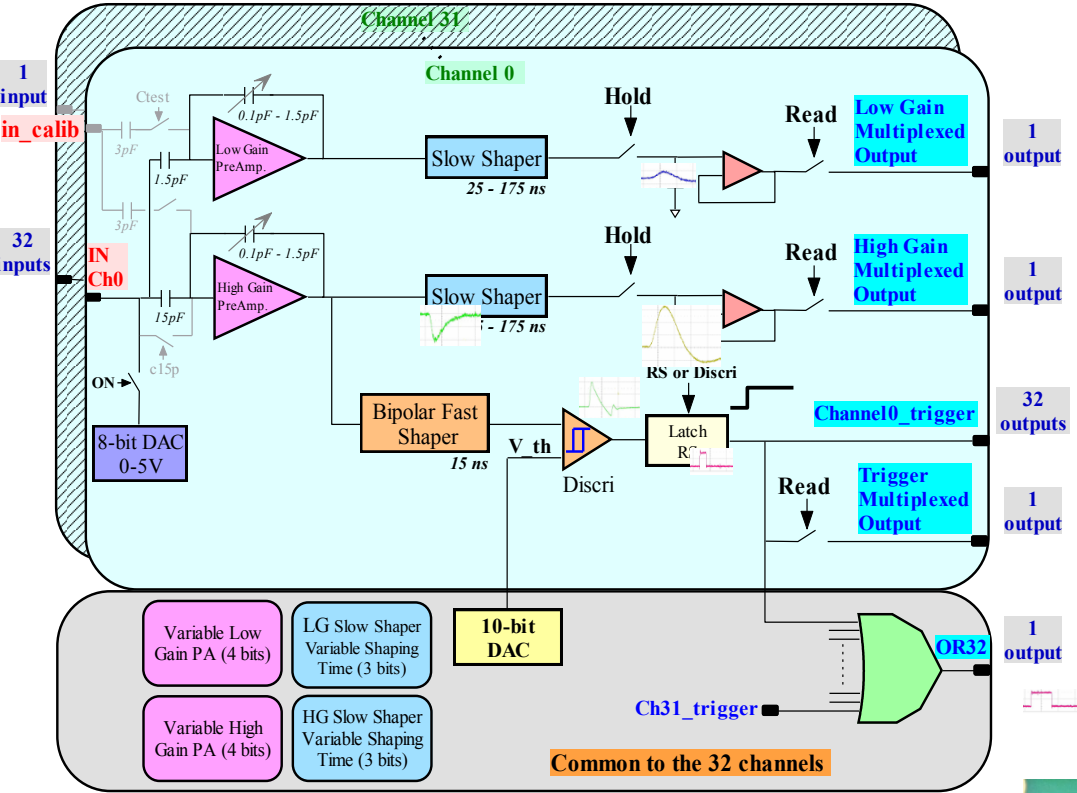 Channel 31
Channel 0
1
input
in_calib
Ctest
3pF
0.1pF - 1.5pF
Low Gain
PreAmp.
1.5pF
Slow Shaper
25 - 175 ns
Hold
Read
Low Gain
Multiplexed
Output
1
output
3pF
32
inputs
IN
Ch0
0.1pF - 1.5pF
High Gain
PreAmp.
15pF
c15p
Slow Shaper
- 175 ns
Hold
Read
High Gain
Multiplexed
Output
1
output
ON
8-bit DAC
0-5V
Bipolar Fast
Shaper
15 ns
V_th
Discri
RS or Discri
Latch
RS
Channel0_trigger
32
outputs
Read
Trigger
Multiplexed
Output
1
output
Variable Low
Gain PA (4 bits)
LG Slow Shaper
Variable Shaping
Time (3 bits)
10-bit
DAC
OR32
1
output
Variable High
Gain PA (4 bits)
HG Slow Shaper
Variable Shaping
Time (3 bits)
Ch31_trigger
Common to the 32 channels